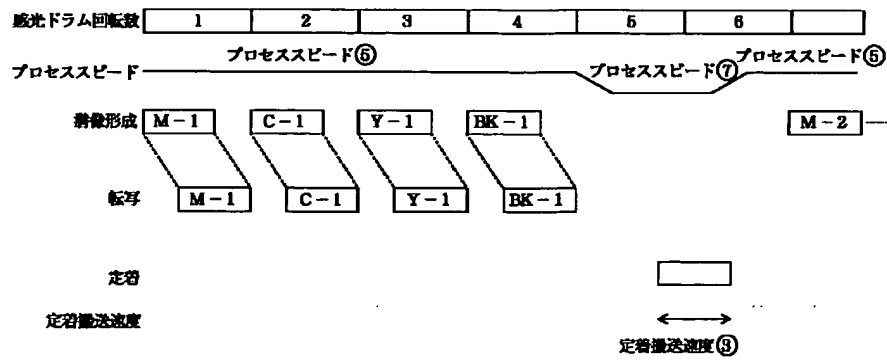 感光ドラム回転数 1 2 3 4 5 6
プロセススピード⑤ プロセススピード⑤
プロセススピード プロセススピード⑦
潜像形成 M－1 C－1 Y－1 BK－1 M－2
転写 M－1 C－1 Y－1 BK－1
定着
定着搬送速度
定着搬送速度③